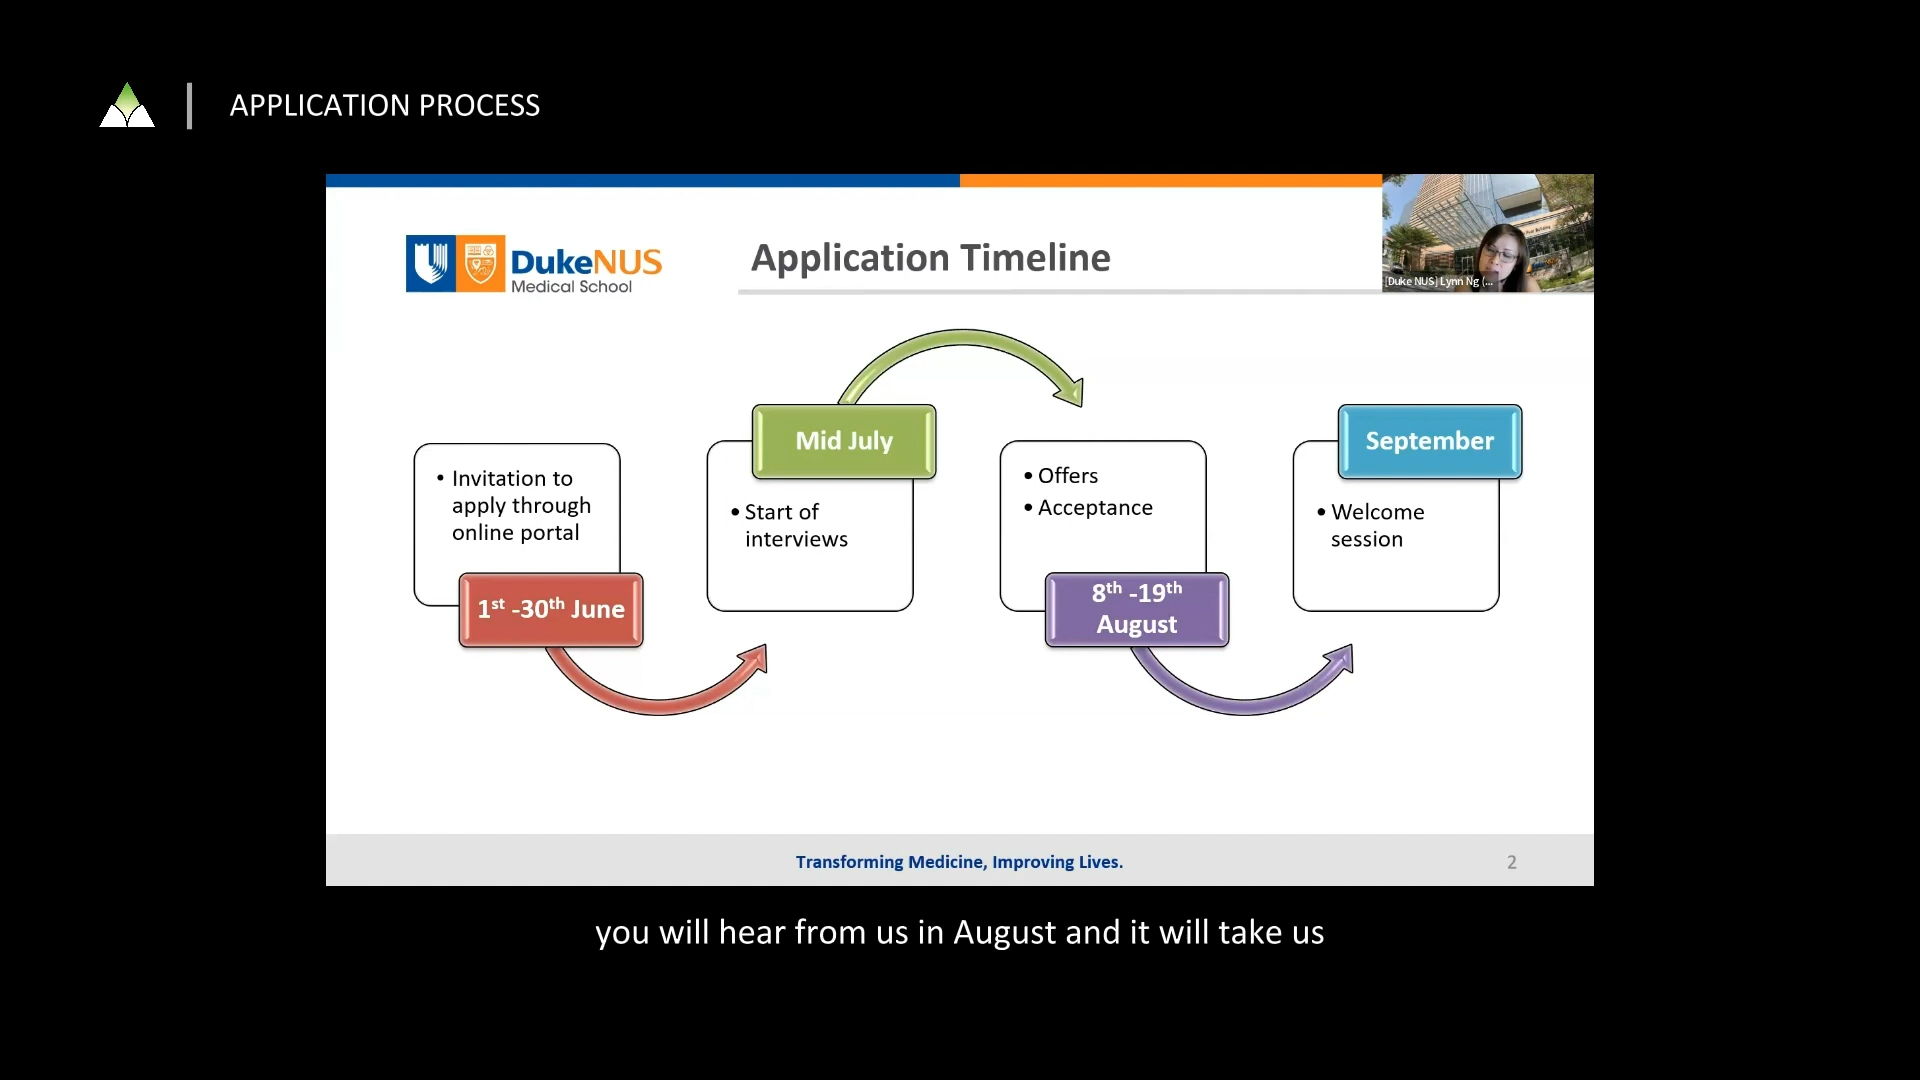 APPLICATION PROCESS
DukeNUS
Medical School
Application Timeline
[Duke NUS] Lynn Ng (...
• Invitation to
apply through
online portal
1st -30th June
Mid July
• Start of
interviews
• Offers
• Acceptance
8th -19th
August
September
• Welcome
session
Transforming Medicine, Improving Lives.
2
you will hear from us in August and it will take us